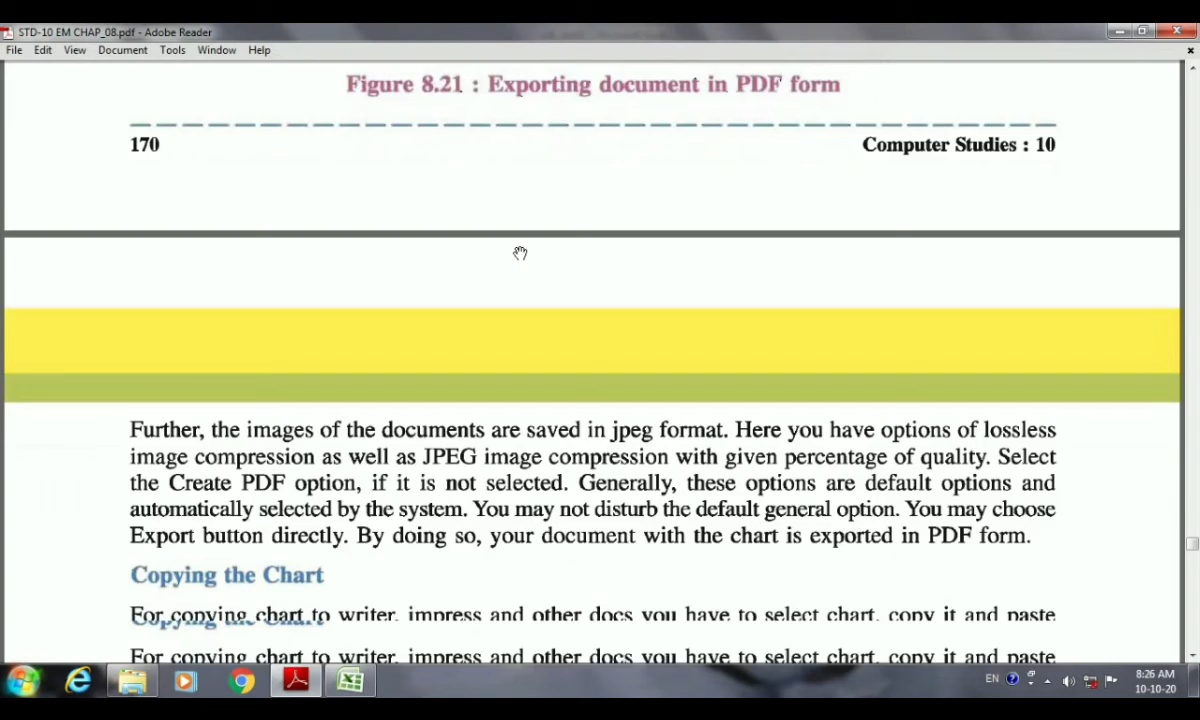 STD-10 EM CHAP_08.pdf - Adobe Reader
File Edit View Document Tools Window Help
Figure 8.21 : Exporting document in PDF form
170 Computer Studies : 10
Further, the images of the documents are saved in jpeg format. Here you have options of lossless
image compression as well as JPEG image compression with given percentage of quality. Select
the Create PDF option, if it is not selected. Generally, these options are default options and
automatically selected by the system. You may not disturb the default general option. You may choose
Export button directly. By doing so, your document with the chart is exported in PDF form.
Copying the Chart
For copying chart to writer, impress and other docs you have to select chart, copy it and paste
For copying chart to writer, impress and other docs you have to select chart, copy it and paste
EN 8:26 AM
10-10-20